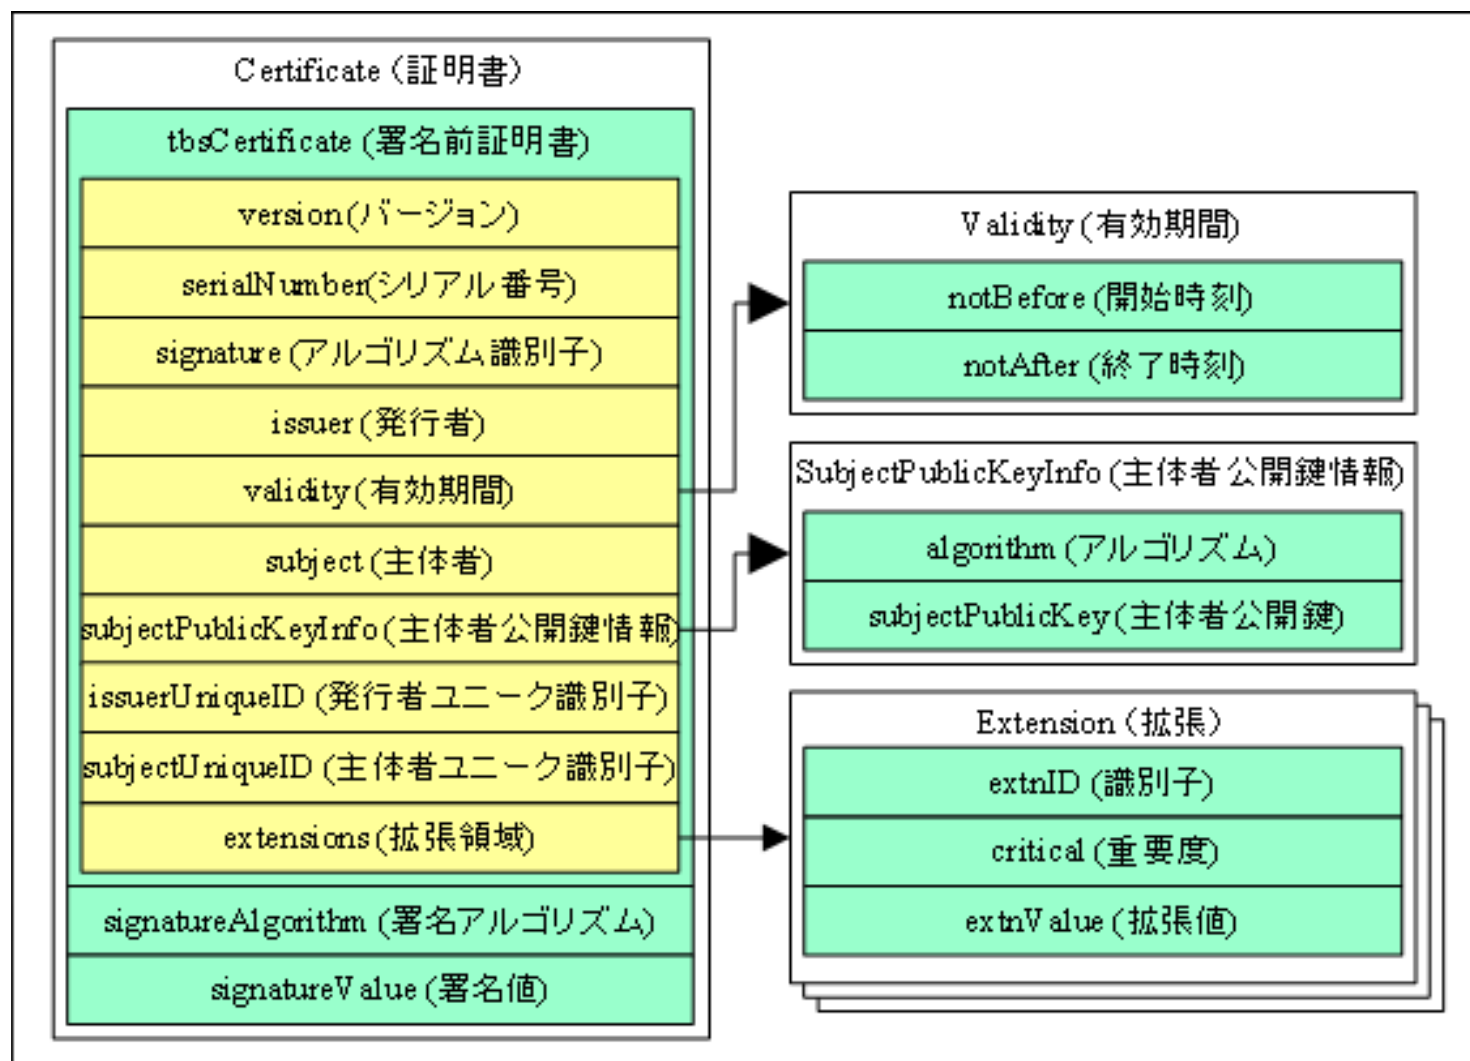 Certificate（証明書）
tbsCertificate (署名前証明書)
version(バージョン)
serialNumber(シリアル番号)
signature (アルゴリズム識別子)
issuer (発行者)
validity (有効期間)
subject (主体者)
subjectPublicKeyInfo (主体者公開鍵情報)
issuerUniqueID (発行者ユニーク識別子)
subjectUniqueID (主体者ユニーク識別子)
extensions (拡張領域)
signatureAlgorithm (署名アルゴリズム)
signatureValue (署名値)
Validity (有効期間)
notBefore (開始時刻)
notAfter (終了時刻)
SubjectPublicKeyInfo (主体者公開鍵情報)
algorithm (アルゴリズム)
subjectPublicKey (主体者公開鍵)
Extension（拡張）
extnID (識別子)
critical (重要度)
extnValue (拡張値)